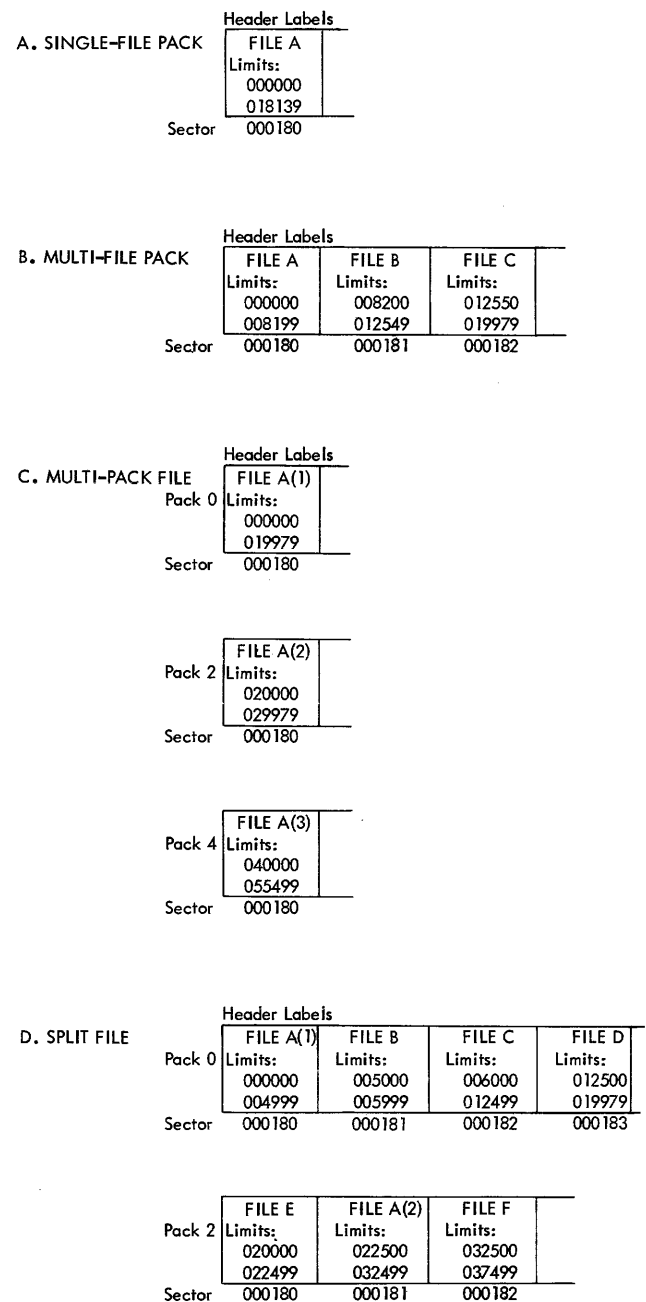 Header Labels
A. SINGLE-FILE PACK FILE A
Limits:
000000
018139
Sector 000180
Header Labels
B. MULTI-FILE PACK FILE A FILE B FILE C
Limits: Limits: Limits:
000000 008200 012550
008199 012549 019979
Sector 000180 000181 000182
Header Labels
C. MULTI-PACK FILE FILE A(1)
Pack 0 Limits:
000000
019979
Sector 000180
FILE A(2)
Pack 2 Limits:
020000
029979
Sector 000180
FILE A(3)
Pack 4 Limits:
040000
055499
Sector 000180
Header Labels
D. SPLIT FILE FILE A(1) FILE B FILE C FILE D
Pack 0 Limits: Limits: Limits: Limits:
000000 005000 006000 012500
004999 005999 012499 019979
Sector 000180 000181 000182 000183
FILE E FILE A(2) FILE F
Pack 2 Limits: Limits: Limits:
020000 022500 032500
022499 032499 037499
Sector 000180 000181 000182